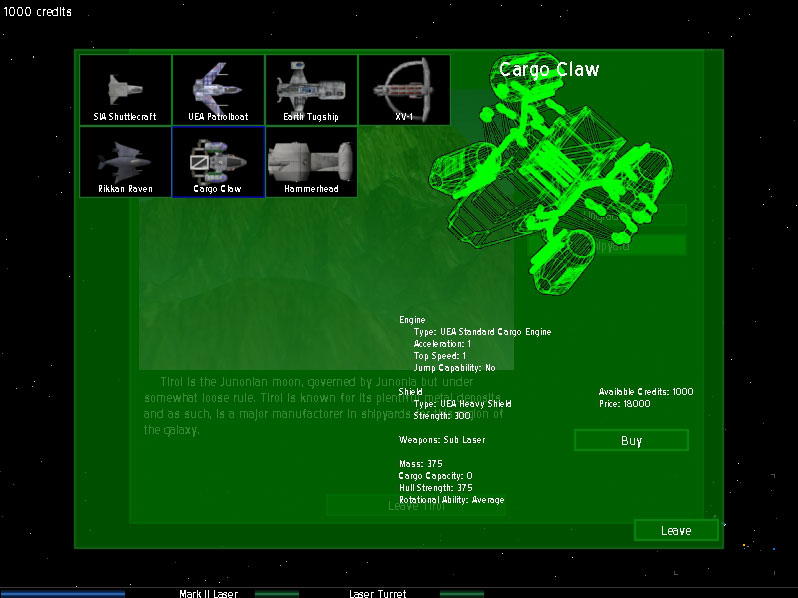 1000 credits
Cargo Claw
SIA Shuttlecraft
UEA Patrolboat
Earth Tugship
XV-1
Rikkan Raven
Cargo Claw
Hammerhead
Engine
Type: UEA Standard Cargo Engine
Acceleration: 1
Top Speed: 1
Jump Capability: No
Tirol is the Junonian moon, governed by Junonia but under
somewhat loose rule. Tirol is known for its metal deposits
and as such, is a major manufacturer in shipyards of
the galaxy.
Shield
Type: UEA Heavy Shield
Strength: 300
Available Credits: 1000
Price: 18000
Weapons: Sub Laser
Buy
Mass: 375
Cargo Capacity: 0
Hull Strength: 375
Rotational Ability: Average
Leave Tirol
Leave
Mark II Laser
Laser Turret